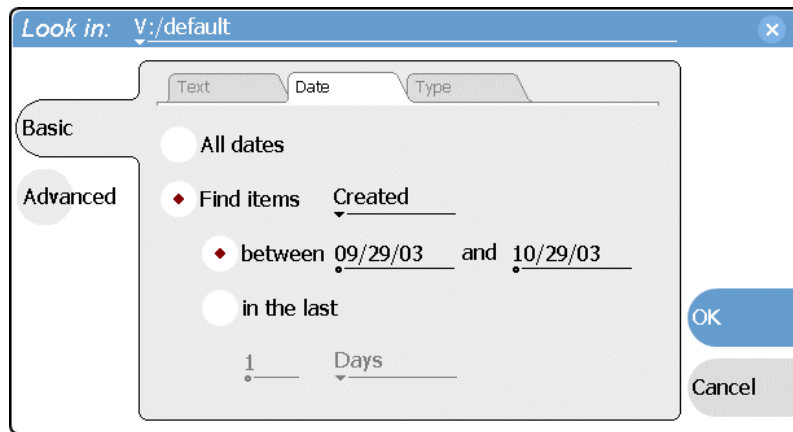 Look in: V:/default
Text Date Type
Basic
All dates
Advanced
Find items Created
between 09/29/03 and 10/29/03
in the last
OK
1 Days
Cancel